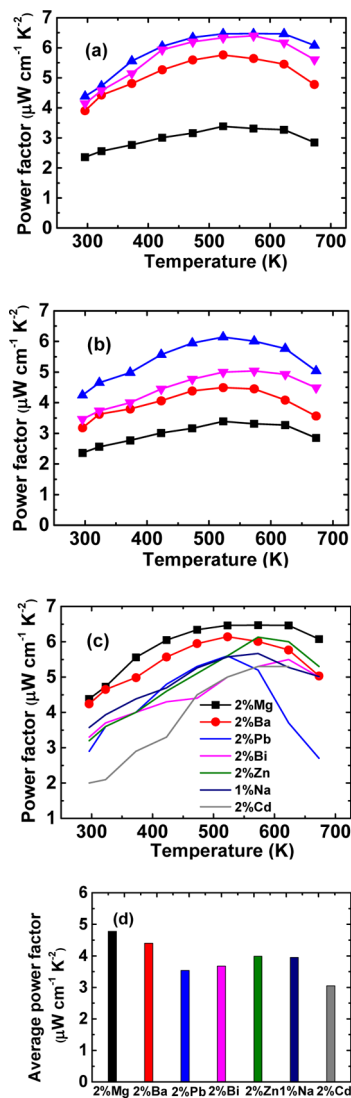 (a)
Power factor (μW cm⁻¹ K⁻²)
7
6
5
4
3
2
1
0
300 400 500 600 700
Temperature (K)
(b)
Power factor (μW cm⁻¹ K⁻²)
7
6
5
4
3
2
1
0
300 400 500 600 700
Temperature (K)
(c)
Power factor (μW cm⁻¹ K⁻²)
7
6
5
4
3
2
1
2%Mg
2%Ba
2%Pb
2%Bi
2%Zn
1%Na
2%Cd
300 400 500 600 700
Temperature (K)
(d)
Average power factor
(μW cm⁻¹ K⁻²)
6
5
4
3
2
1
0
2%Mg 2%Ba 2%Pb 2%Bi 2%Zn1%Na 2%Cd